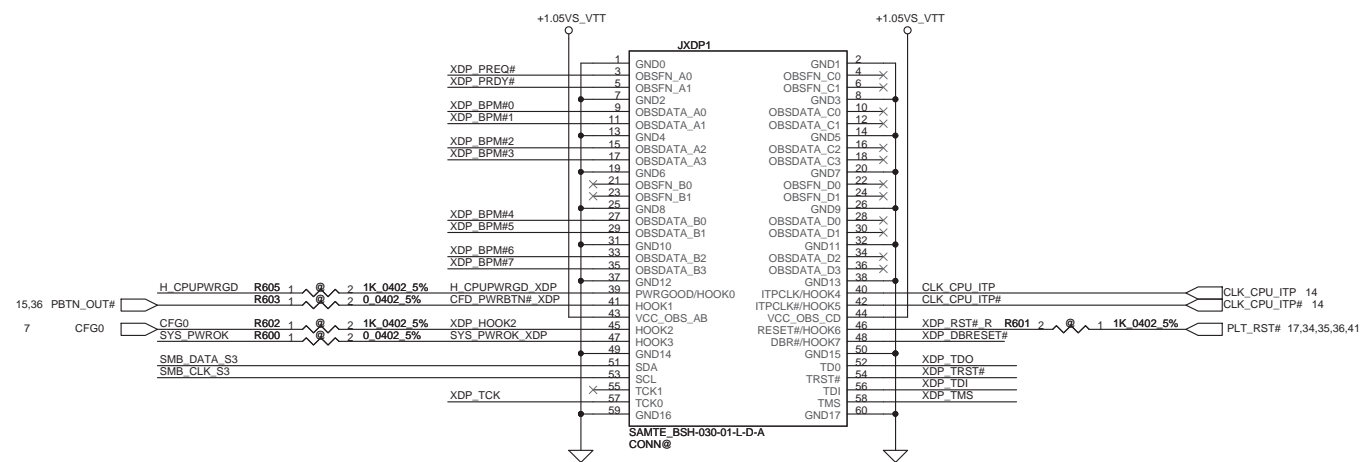 +1.05VS_VTT +1.05VS_VTT
JXDP1
1 GND0 GND1 2
XDP_PREQ# 3 OBSFN_A0 OBSFN_C0 4
XDP_PRDY# 5 OBSFN_A1 OBSFN_C1 6
7 GND2 GND3 8
XDP_BPM#0 9 OBSDATA_A0 OBSDATA_C0 10
XDP_BPM#1 11 OBSDATA_A1 OBSDATA_C1 12
13 GND4 GND5 14
XDP_BPM#2 15 OBSDATA_A2 OBSDATA_C2 16
XDP_BPM#3 17 OBSDATA_A3 OBSDATA_C3 18
19 GND6 GND7 20
21 OBSFN_B0 OBSFN_D0 22
23 OBSFN_B1 OBSFN_D1 24
25 GND8 GND9 26
XDP_BPM#4 27 OBSDATA_B0 OBSDATA_D0 28
XDP_BPM#5 29 OBSDATA_B1 OBSDATA_D1 30
31 GND10 GND11 32
XDP_BPM#6 33 OBSDATA_B2 OBSDATA_D2 34
XDP_BPM#7 35 OBSDATA_B3 OBSDATA_D3 36
37 GND12 GND13 38
H_CPUPWRGD R605 1 @ 2 1K_0402_5% H_CPUPWRGD_XDP 39 PWRGOOD/HOOK0 ITPCLK/HOOK4 40 CLK_CPU_ITP CLK_CPU_ITP 14
15,36 PBTN_OUT# R603 1 @ 2 0_0402_5% CFD_PWRBTN#_XDP 41 HOOK1 ITPCLK#/HOOK5 42 CLK_CPU_ITP# CLK_CPU_ITP# 14
43 VCC_OBS_AB VCC_OBS_CD 44
7 CFG0 CFG0 R602 1 @ 2 1K_0402_5% XDP_HOOK2 45 HOOK2 RESET#/HOOK6 46 XDP_RST#_R R601 2 @ 1 1K_0402_5% PLT_RST# 17,34,35,36,41
SYS_PWROK R600 1 @ 2 0_0402_5% SYS_PWROK_XDP 47 HOOK3 DBR#/HOOK7 48 XDP_DBRESET#
49 GND14 GND15 50
SMB_DATA_S3 51 SDA TD0 52 XDP_TDO
SMB_CLK_S3 53 SCL TRST# 54 XDP_TRST#
55 TCK1 TDI 56 XDP_TDI
XDP_TCK 57 TCK0 TMS 58 XDP_TMS
59 GND16 GND17 60
SAMTE_BSH-030-01-L-D-A
CONN@